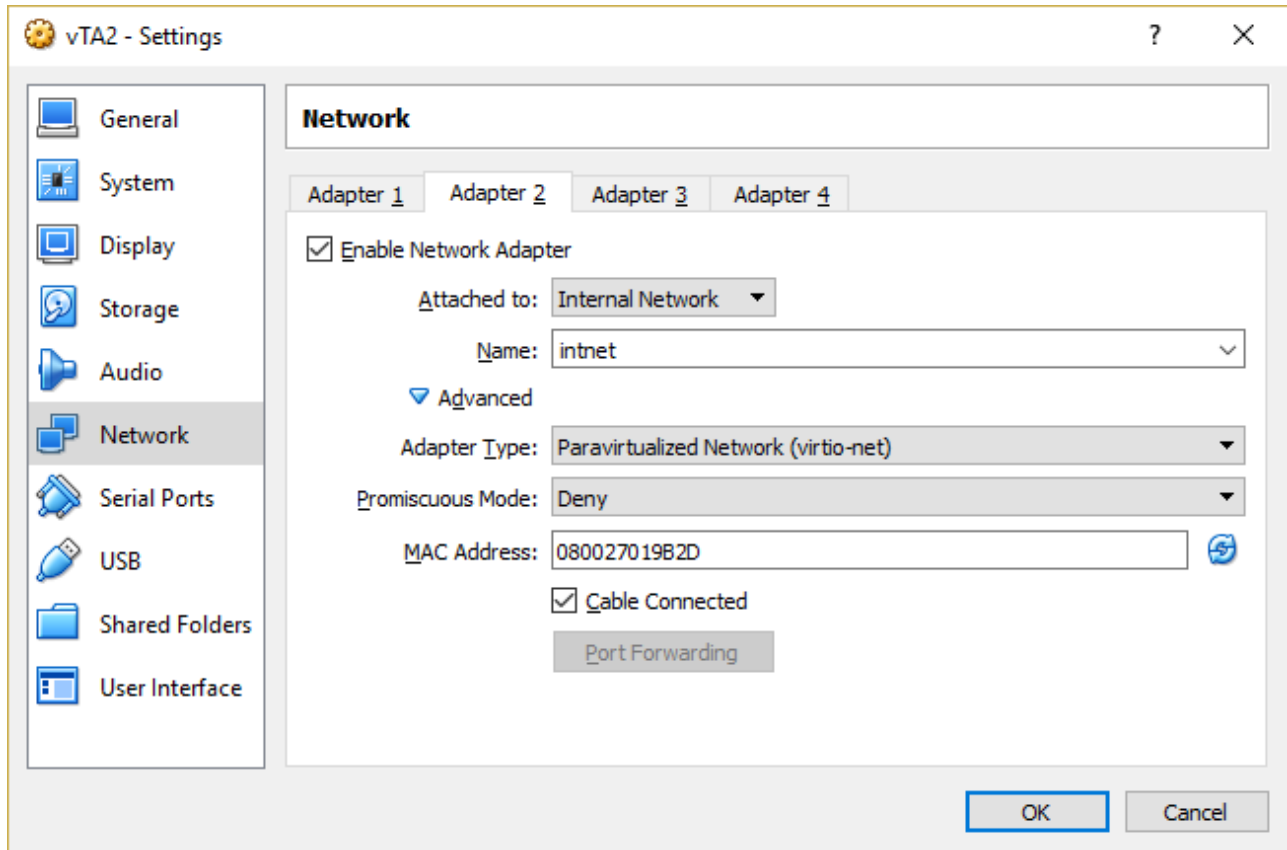 vTA2 - Settings
?
General
System
Display
Storage
Audio
Network
Serial Ports
USB
Shared Folders
User Interface
Network
Adapter 1 Adapter 2 Adapter 3 Adapter 4
Enable Network Adapter
Attached to: Internal Network
Name: intnet
Advanced
Adapter Type: Paravirtualized Network (virtio-net)
Promiscuous Mode: Deny
MAC Address: 080027019B2D
Cable Connected
Port Forwarding
OK Cancel